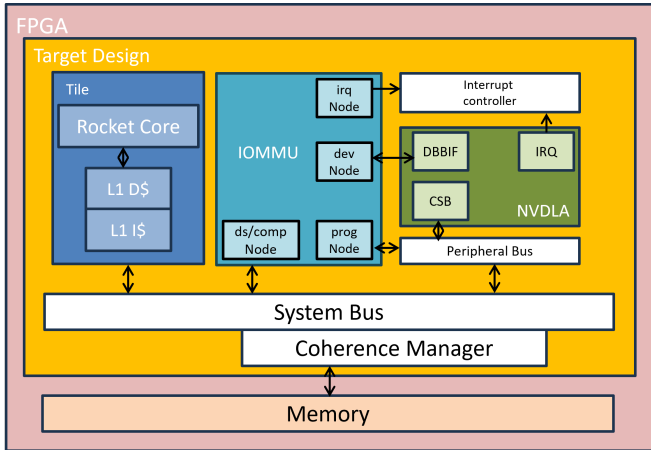 FPGA
Target Design
Tile
Rocket Core
L1 D$
L1 I$
IOMMU
irq
Node
dev
Node
ds/comp
Node
prog
Node
Interrupt
controller
DBBIF
IRQ
CSB
NVDLA
Peripheral Bus
System Bus
Coherence Manager
Memory